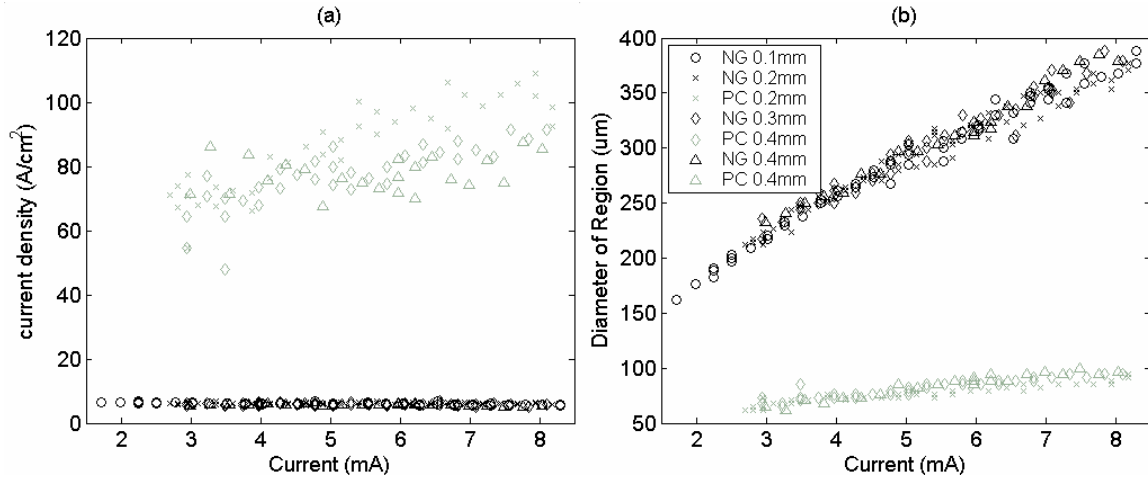 (a)
120
100
80
60
40
20
0
2 3 4 5 6 7 8
current density (A/cm2)
Current (mA)
(b)
400
350
300
250
200
150
100
50
2 3 4 5 6 7 8
Diameter of Region (um)
Current (mA)
NG 0.1mm
NG 0.2mm
PC 0.2mm
NG 0.3mm
PC 0.4mm
NG 0.4mm
PC 0.4mm